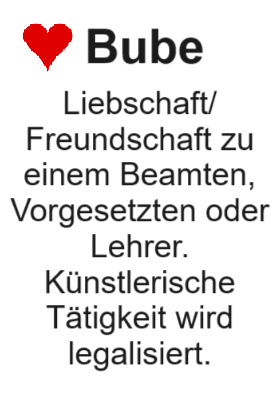 Bube
Liebschaft/
Freundschaft zu
einem Beamten,
Vorgesetzten oder
Lehrer.
Künstlerische
Tätigkeit wird
legalisiert.